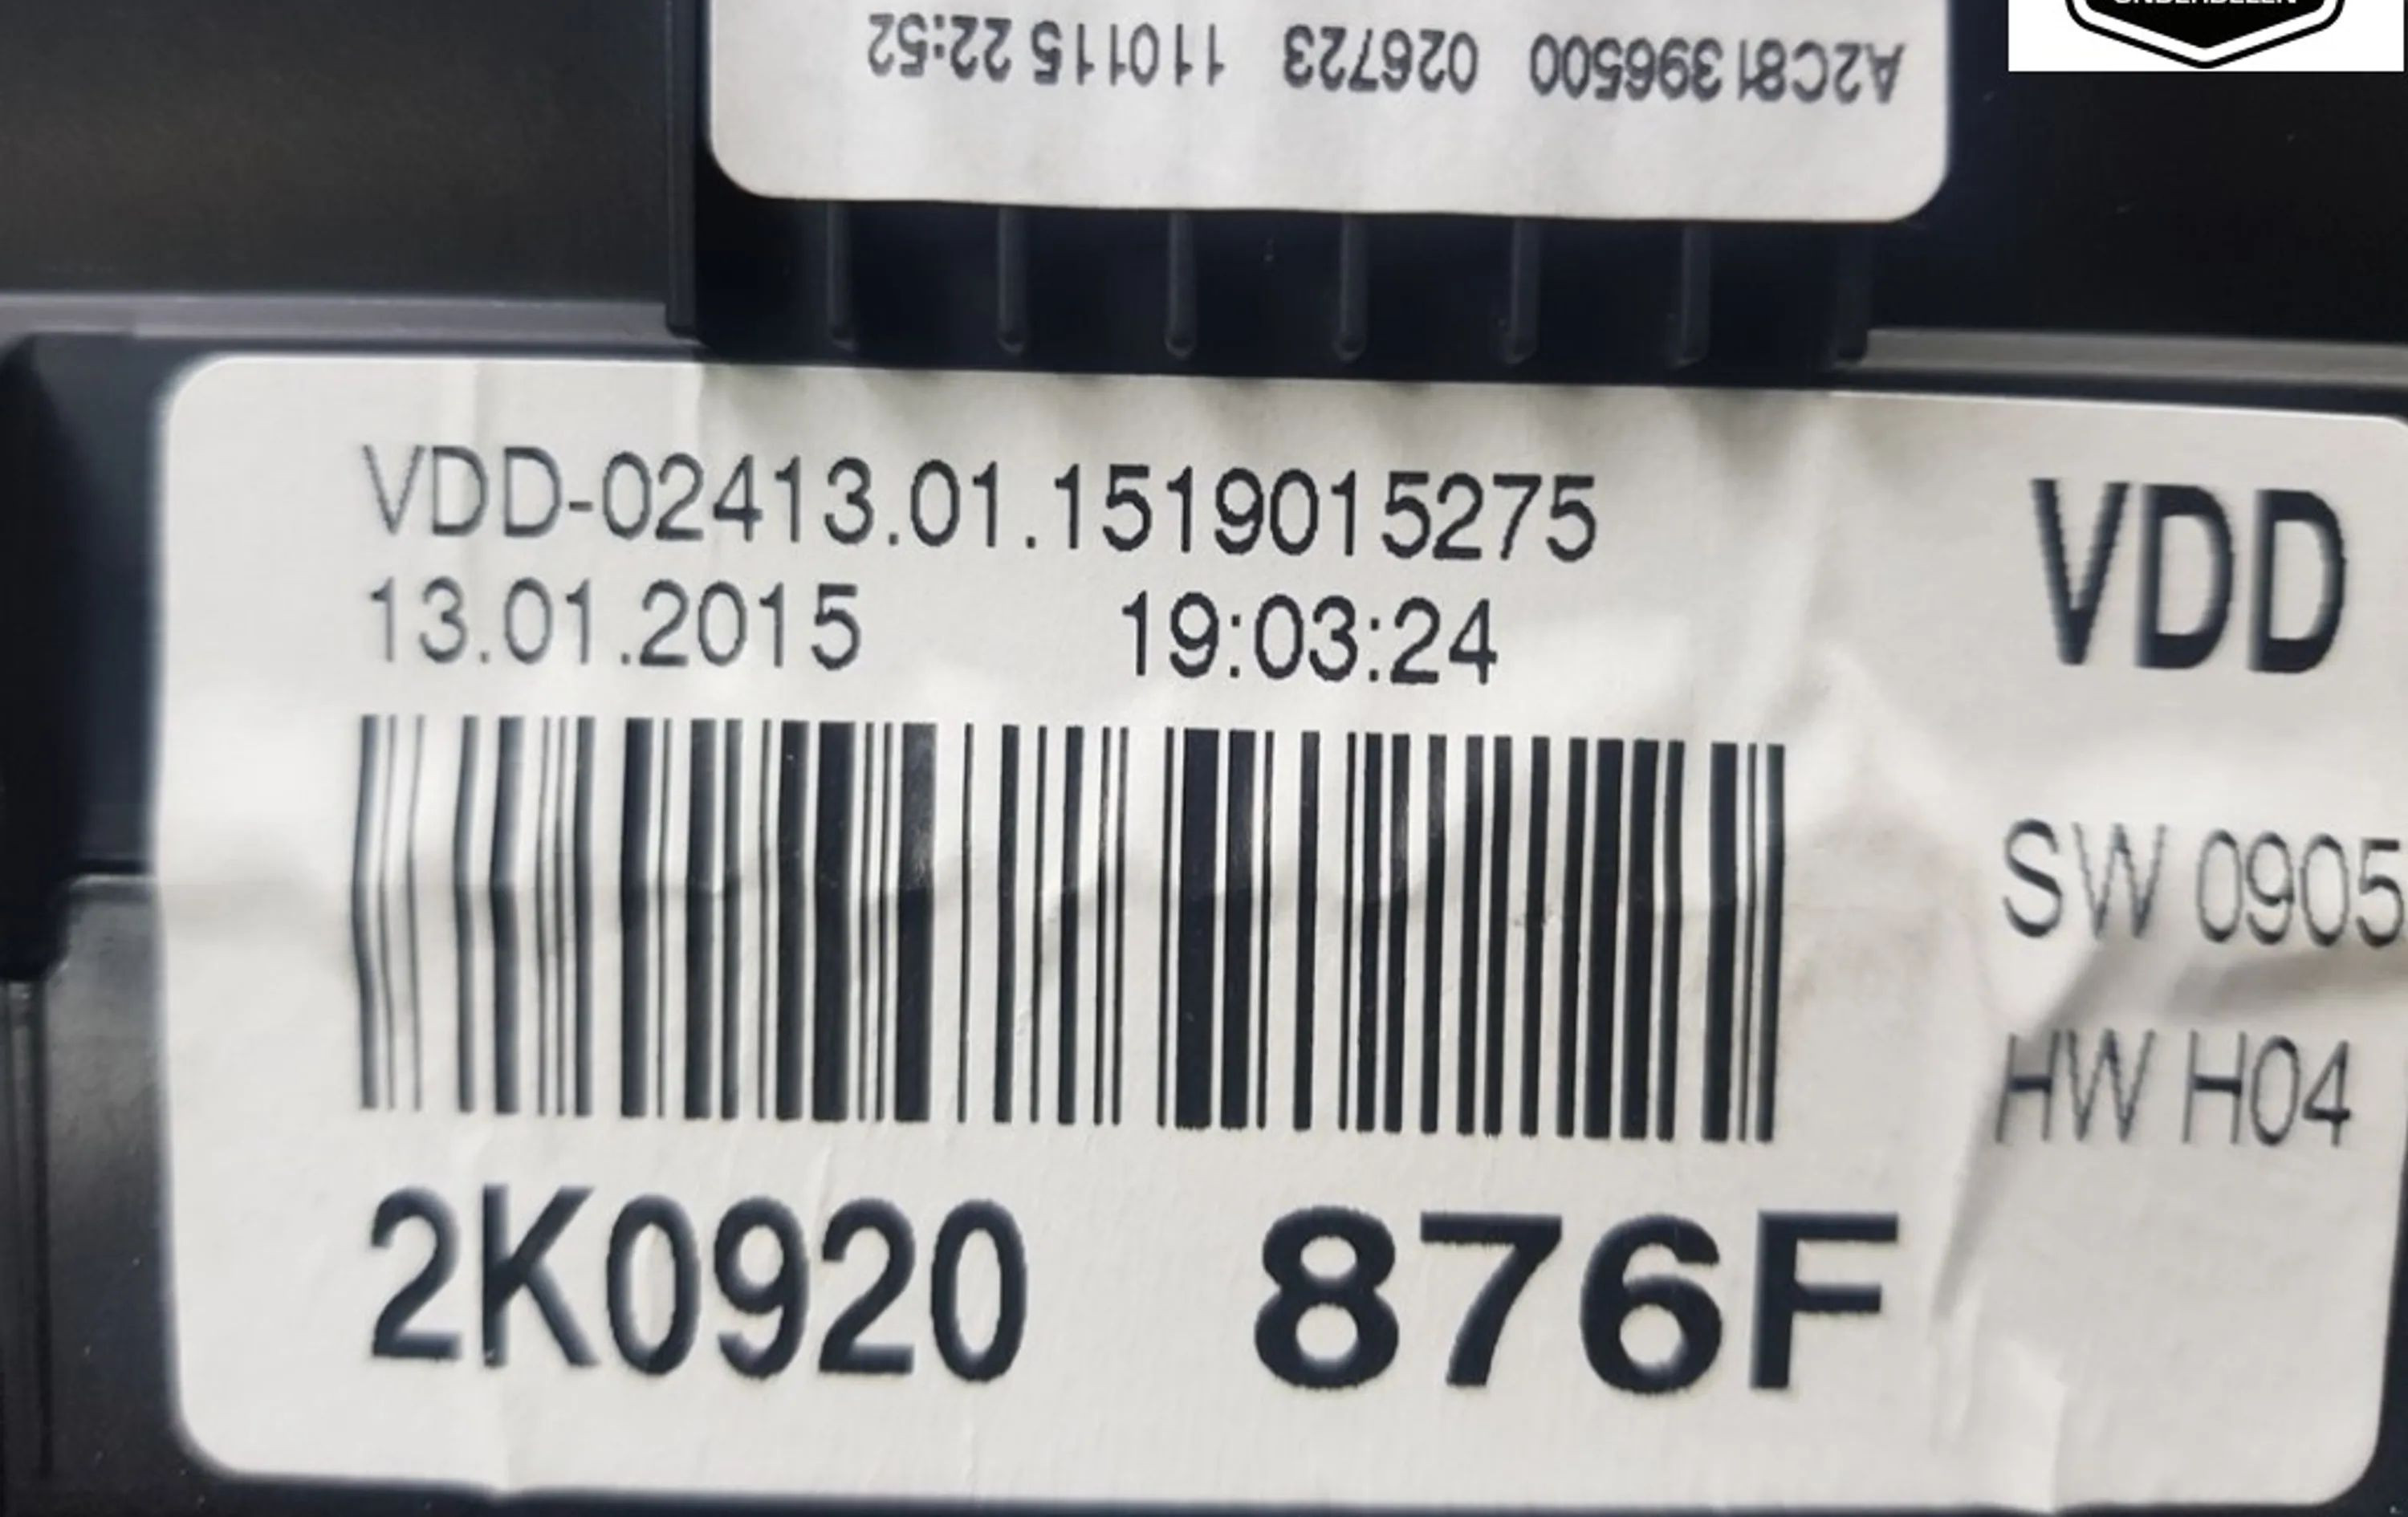 A2C81396500 026723 110115 22:52
VDD-02413.01.1519015275
13.01.2015 19:03:24
VDD
SW 0905
HW H04
2K0920 876F